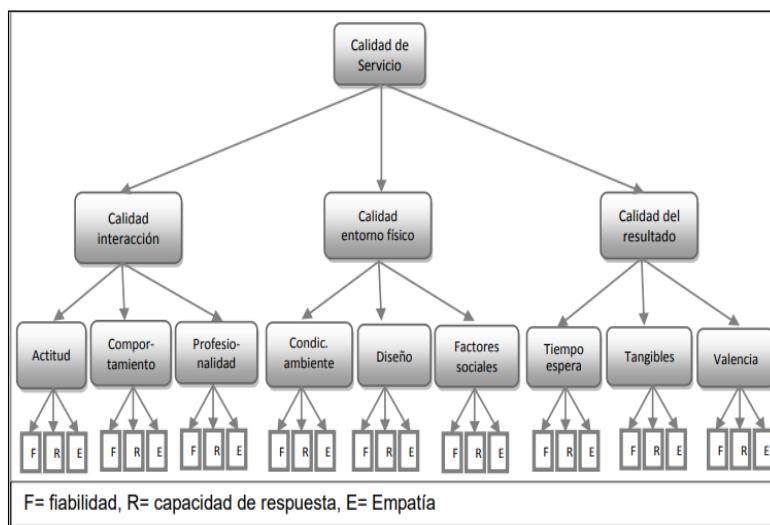 Calidad de
Servicio
Calidad
interacción
Calidad
entorno físico
Calidad del
resultado
Actitud
Compor-
tamiento
Profesio-
nalidad
Condic.
ambiente
Diseño
Factores
sociales
Tiempo
espera
Tangibles
Valencia
F R E
F R E
F R E
F R E
F R E
F R E
F R E
F R E
F R E
F= fiabilidad, R= capacidad de respuesta, E= Empatía